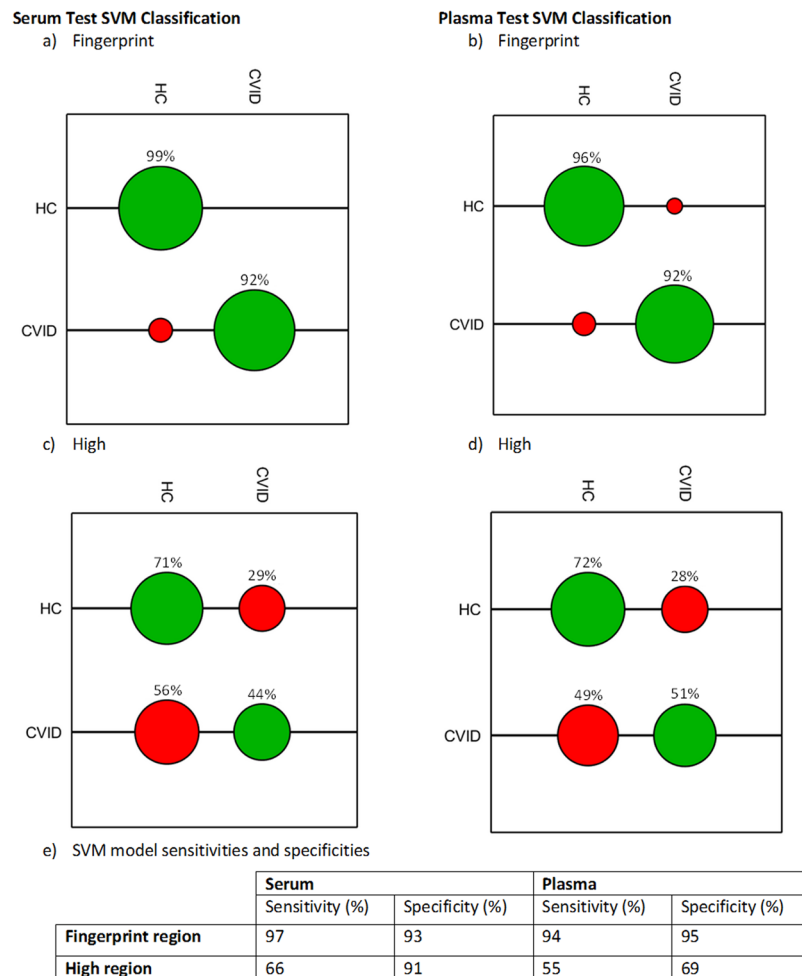 Serum Test SVM Classification
a) Fingerprint
HC CVID
99%
HC
92%
CVID
Plasma Test SVM Classification
b) Fingerprint
HC CVID
96%
HC
92%
CVID
c) High
HC CVID
71% 29%
HC
56% 44%
CVID
d) High
HC CVID
72% 28%
HC
49% 51%
CVID
e) SVM model sensitivities and specificities
Serum Plasma
Sensitivity (%) Specificity (%) Sensitivity (%) Specificity (%)
Fingerprint region 97 93 94 95
High region 66 91 55 69